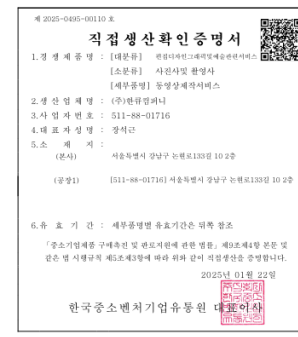 제 2025-0495-00110 호
직접생산확인증명서
1.경 쟁 제 품 명 : [대분류] 편집디자인그래픽및예술관련서비스
[소분류] 사진사및 촬영사
[세부품명] 동영상제작서비스
2.생 산 업 체 명 : (주)한큐컴퍼니
3.사 업 자 번 호 : 511-88-01716
4.대 표 자 성 명 : 장석근
5.소 재 지 :
(본사) 서울특별시 강남구 논현로133길 10 2층
(공장1) [511-88-01716] 서울특별시 강남구 논현로133길 10 2층
6.유 효 기 간 : 세부품명별 유효기간은 뒤쪽 참조
「중소기업제품 구매촉진 및 판로지원에 관한 법률」제9조제4항 본문 및
같은 법 시행규칙 제5조제3항에 따라 위와 같이 직접생산을 증명합니다.
2025년 01월 22일
한국중소벤처기업유통원 대표이사